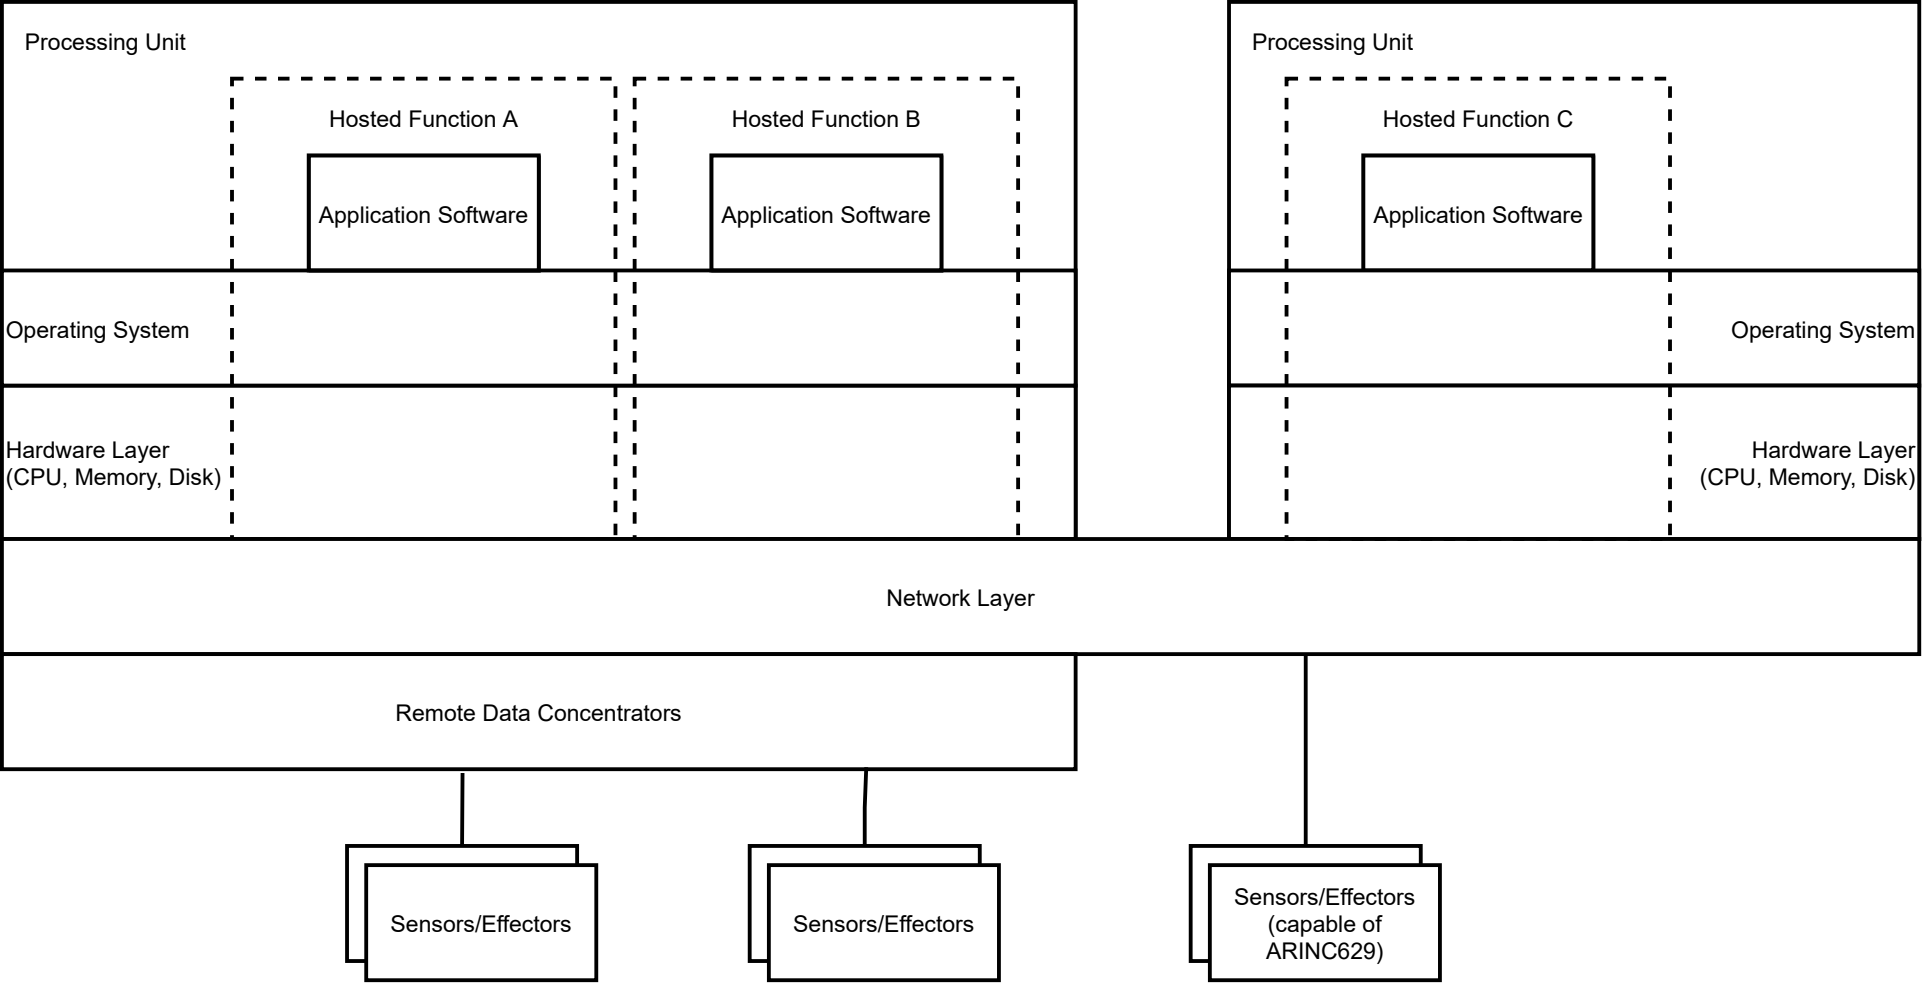 Processing Unit
Processing Unit
Hosted Function A
Hosted Function B
Hosted Function C
Application Software
Application Software
Application Software
Operating System
Operating System
Hardware Layer
(CPU, Memory, Disk)
Hardware Layer
(CPU, Memory, Disk)
Network Layer
Remote Data Concentrators
Sensors/Effectors
Sensors/Effectors
Sensors/Effectors
(capable of
ARINC629)